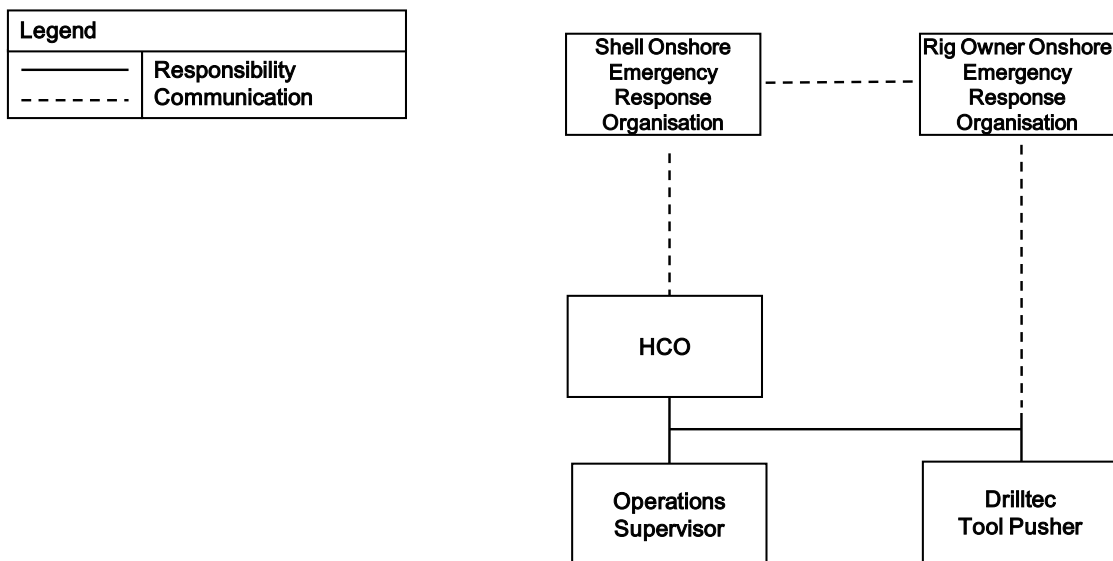 Legend
Responsibility
Communication
Shell Onshore
Emergency
Response
Organisation
Rig Owner Onshore
Emergency
Response
Organisation
HCO
Operations
Supervisor
Drilltec
Tool Pusher